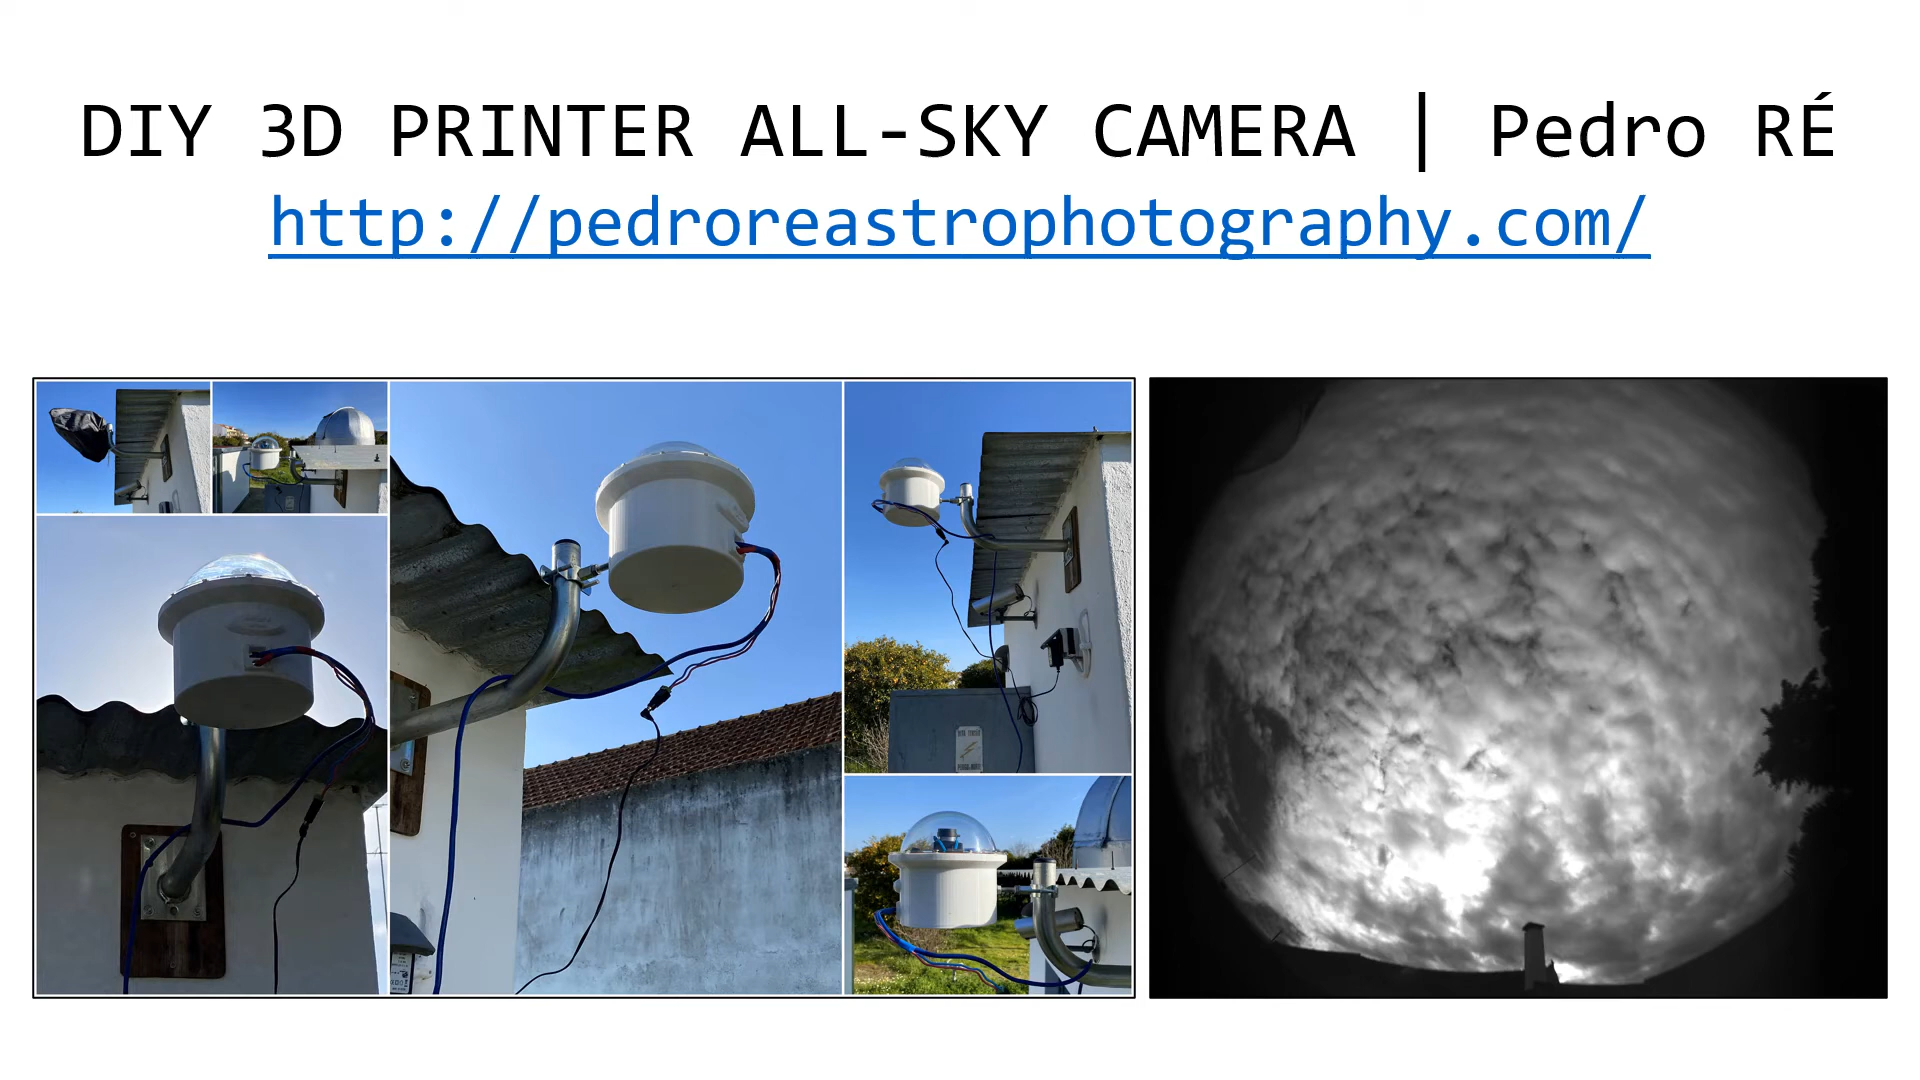 DIY 3D PRINTER ALL-SKY CAMERA | Pedro RÉ
http://pedroreastrophotography.com/